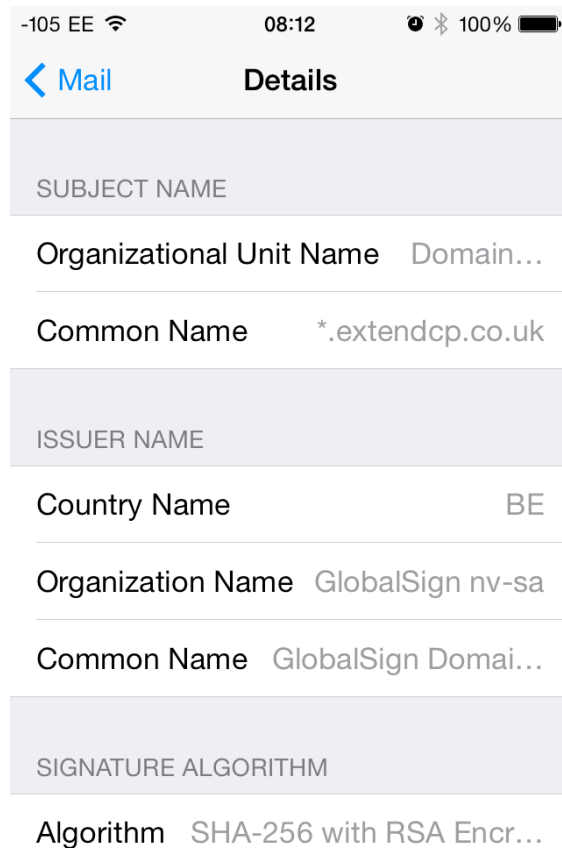 -105 EE 08:12 100%
Mail Details
SUBJECT NAME
Organizational Unit Name Domain...
Common Name *.extendcp.co.uk
ISSUER NAME
Country Name BE
Organization Name GlobalSign nv-sa
Common Name GlobalSign Domai...
SIGNATURE ALGORITHM
Algorithm SHA-256 with RSA Encr...